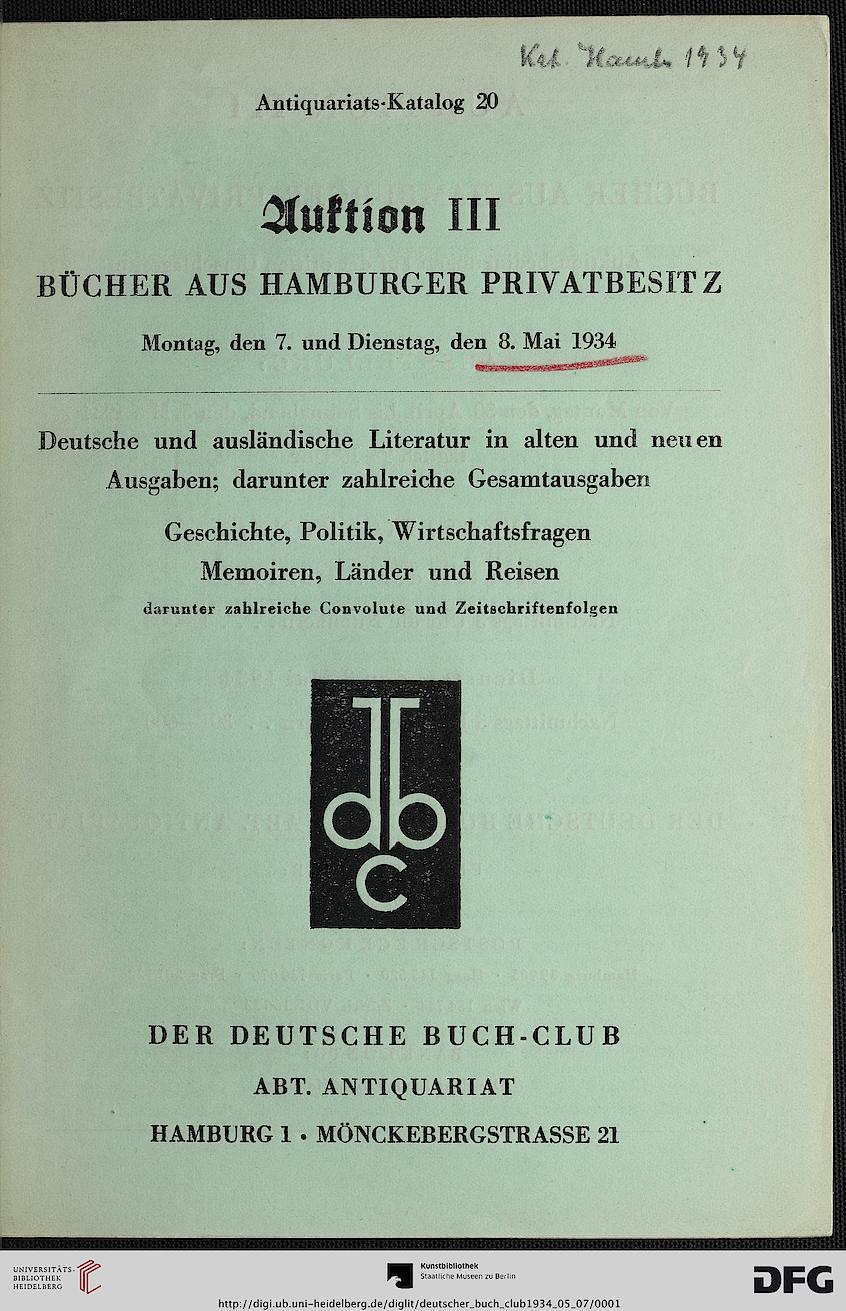 Kat. Hamb. 1934
Antiquariats-Katalog 20
Auktion III
BÜCHER AUS HAMBURGER PRIVATBESITZ
Montag, den 7. und Dienstag, den 8. Mai 1934
Deutsche und ausländische Literatur in alten und neuen
Ausgaben; darunter zahlreiche Gesamtausgaben
Geschichte, Politik, Wirtschaftsfragen
Memoiren, Länder und Reisen
darunter zahlreiche Convolute und Zeitschriftenfolgen
db
c
DER DEUTSCHE BUCH-CLUB
ABT. ANTIQUARIAT
HAMBURG 1 • MÖNCKEBERGSTRASSE 21
UNIVERSITÄTS-
BIBLIOTHEK
HEIDELBERG
Kunstbibliothek
Staatliche Museen zu Berlin
DFG
http://digi.ub.uni-heidelberg.de/diglit/deutscher_buch_club1934_05_07/0001